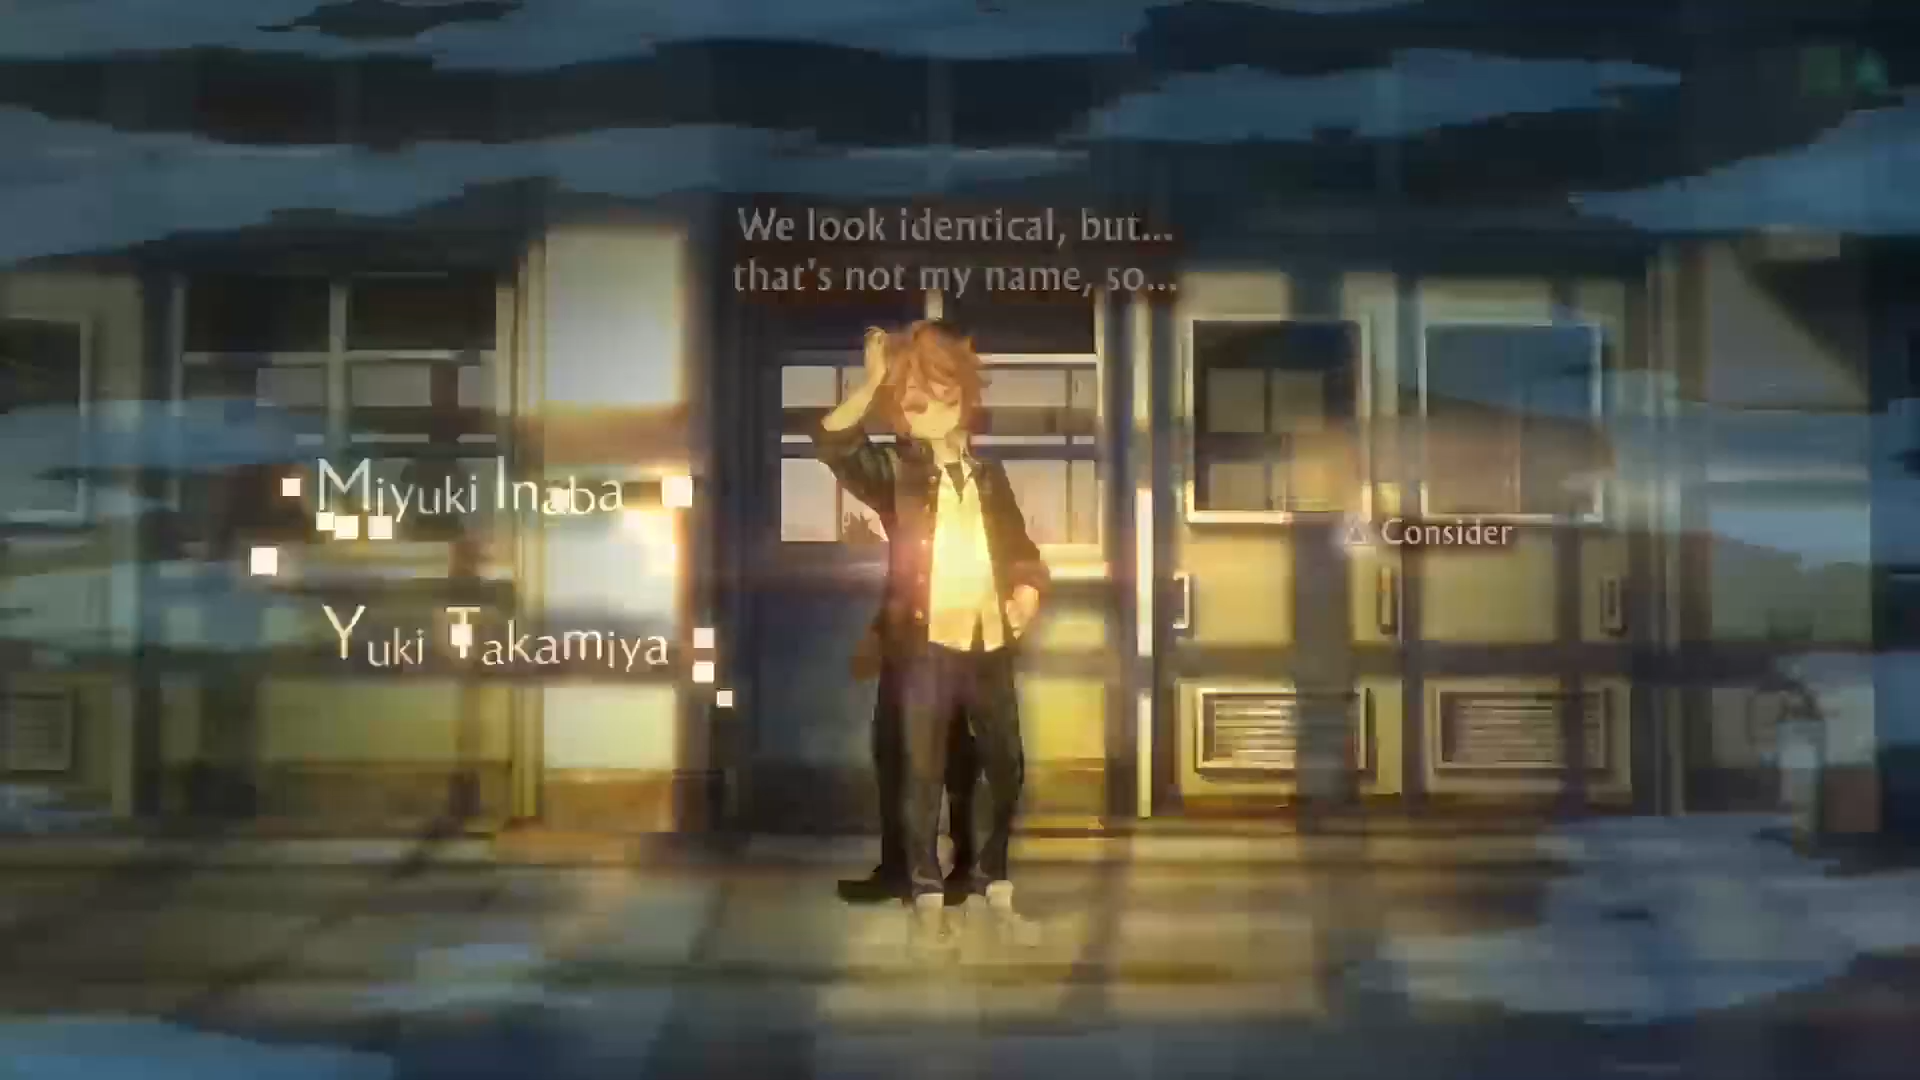 We look identical, but...
that's not my name, so...
Miyuki Inaba
Consider
Yuki Takamiya